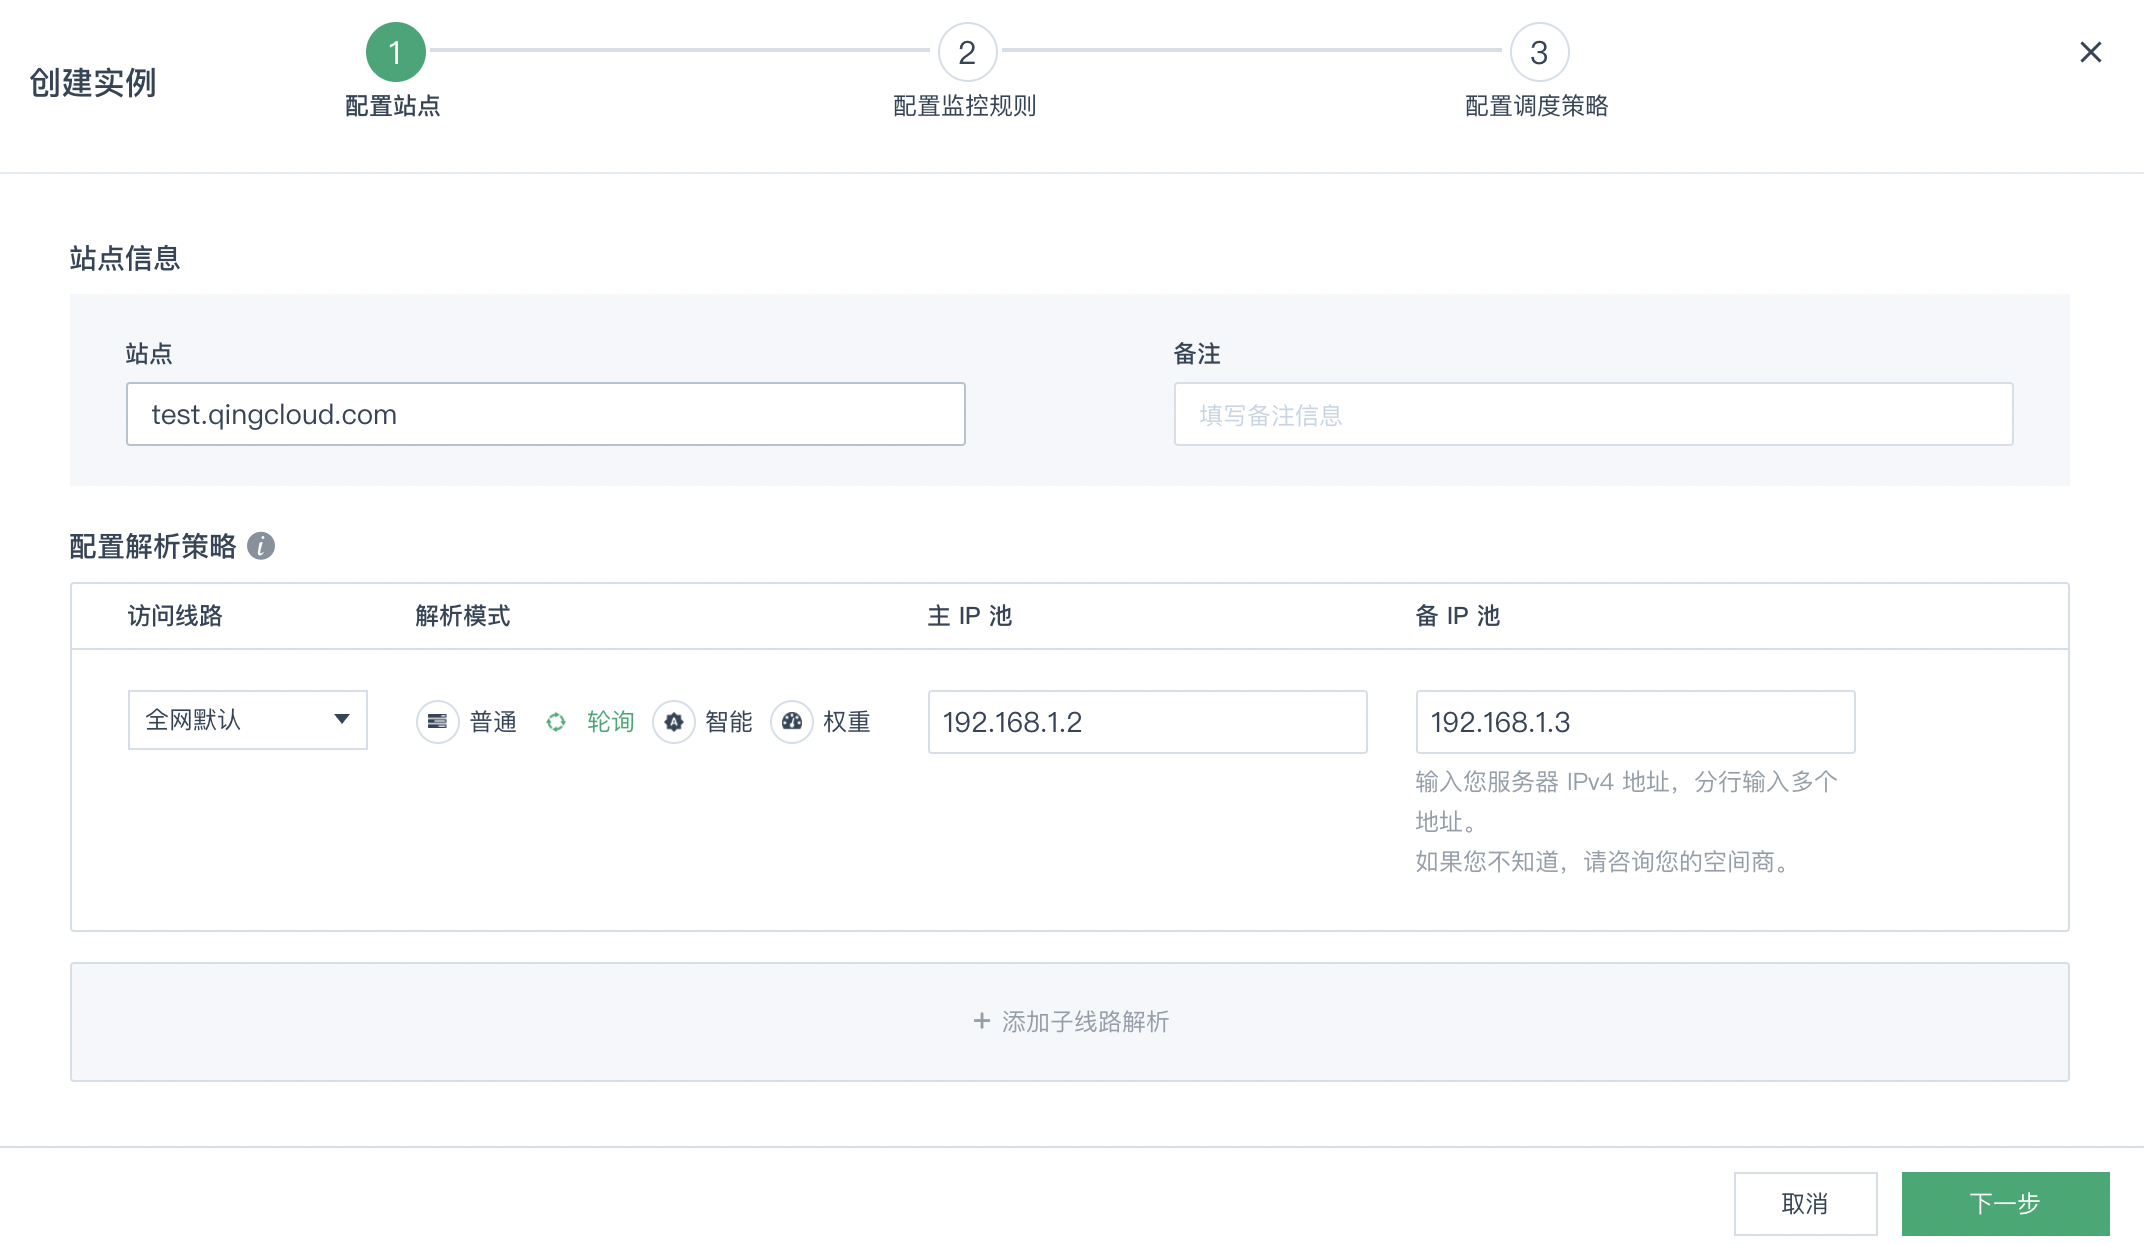 创建实例
1
2
3
配置站点
配置监控规则
配置调度策略
站点信息
站点
备注
test.qingcloud.com
填写备注信息
配置解析策略 i
访问线路
解析模式
主 IP 池
备 IP 池
全网默认
普通
轮询
智能
权重
192.168.1.2
192.168.1.3
输入您服务器 IPv4 地址，分行输入多个
地址。
如果您不知道，请咨询您的空间商。
+ 添加子线路解析
取消
下一步